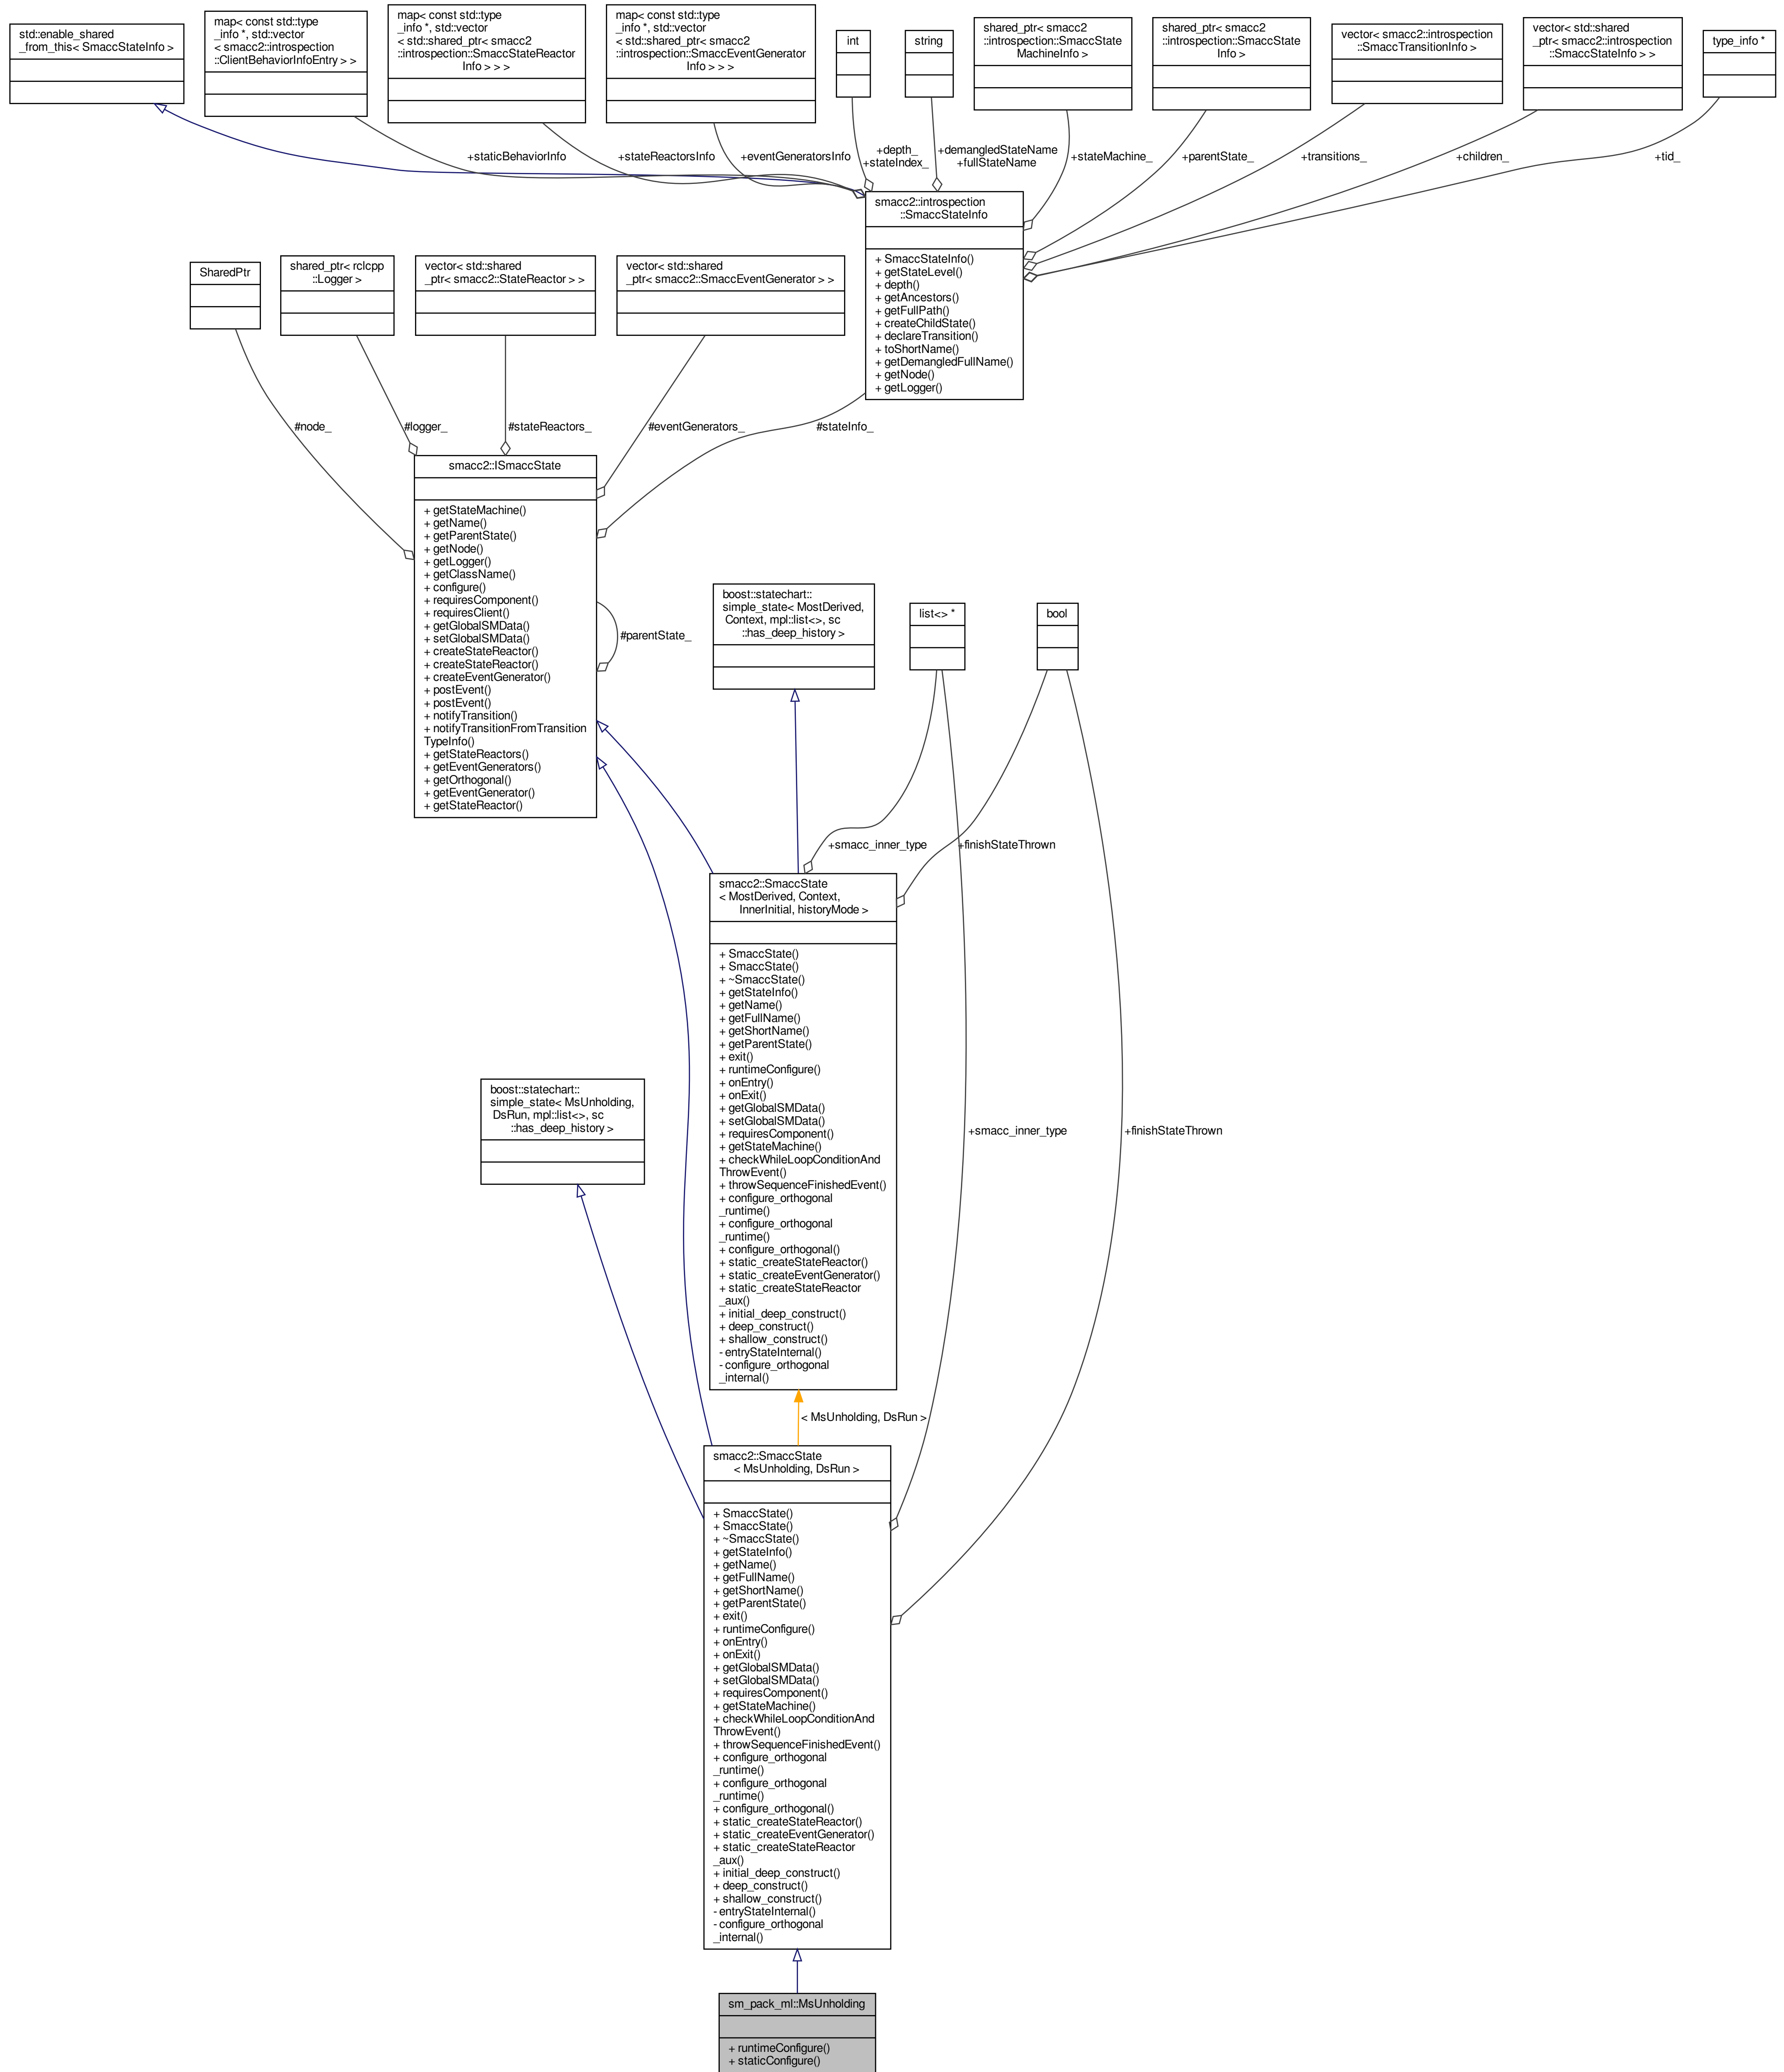 std::enable_shared
_from_this< SmaccStateInfo >
map< const std::type
_info *, std::vector
< smacc2::introspection
::ClientBehaviorInfoEntry > >
map< const std::type
_info *, std::vector
< std::shared_ptr< smacc2
::introspection::SmaccStateReactor
Info > > >
map< const std::type
_info *, std::vector
< std::shared_ptr< smacc2
::introspection::SmaccEventGenerator
Info > > >
int
string
shared_ptr< smacc2
::introspection::SmaccState
MachineInfo >
shared_ptr< smacc2
::introspection::SmaccState
Info >
vector< smacc2::introspection
::SmaccTransitionInfo >
vector< std::shared
_ptr< smacc2::introspection
::SmaccStateInfo > >
type_info *
+staticBehaviorInfo
+stateReactorsInfo
+eventGeneratorsInfo
+depth_
+stateIndex_
+demangledStateName
+fullStateName
+stateMachine_
+parentState_
+transitions_
+children_
+tid_
smacc2::introspection
::SmaccStateInfo
+ SmaccStateInfo()
+ getStateLevel()
+ depth()
+ getAncestors()
+ getFullPath()
+ createChildState()
+ declareTransition()
+ toShortName()
+ getDemangledFullName()
+ getNode()
+ getLogger()
SharedPtr
shared_ptr< rclcpp
::Logger >
vector< std::shared
_ptr< smacc2::StateReactor > >
vector< std::shared
_ptr< smacc2::SmaccEventGenerator > >
#node_
#logger_
#stateReactors_
#eventGenerators_
#stateInfo_
smacc2::ISmaccState
+ getStateMachine()
+ getName()
+ getParentState()
+ getNode()
+ getLogger()
+ getClassName()
+ configure()
+ requiresComponent()
+ requiresClient()
+ getGlobalSMData()
+ setGlobalSMData()
+ createStateReactor()
+ createStateReactor()
+ createEventGenerator()
+ postEvent()
+ postEvent()
+ notifyTransition()
+ notifyTransitionFromTransition
TypeInfo()
+ getStateReactors()
+ getEventGenerators()
+ getOrthogonal()
+ getEventGenerator()
+ getStateReactor()
#parentState_
boost::statechart::
simple_state< MostDerived,
Context, mpl::list<>, sc
::has_deep_history >
list<> *
bool
+smacc_inner_type
+finishStateThrown
smacc2::SmaccState
< MostDerived, Context,
InnerInitial, historyMode >
+ SmaccState()
+ SmaccState()
+ ~SmaccState()
+ getStateInfo()
+ getName()
+ getFullName()
+ getShortName()
+ getParentState()
+ exit()
+ runtimeConfigure()
+ onEntry()
+ onExit()
+ getGlobalSMData()
+ setGlobalSMData()
+ requiresComponent()
+ getStateMachine()
+ checkWhileLoopConditionAnd
ThrowEvent()
+ throwSequenceFinishedEvent()
+ configure_orthogonal
_runtime()
+ configure_orthogonal
_runtime()
+ configure_orthogonal()
+ static_createStateReactor()
+ static_createEventGenerator()
+ static_createStateReactor
_aux()
+ initial_deep_construct()
+ deep_construct()
+ shallow_construct()
- entryStateInternal()
- configure_orthogonal
_internal()
boost::statechart::
simple_state< MsUnholding,
DsRun, mpl::list<>, sc
::has_deep_history >
+smacc_inner_type
+finishStateThrown
< MsUnholding, DsRun >
smacc2::SmaccState
< MsUnholding, DsRun >
+ SmaccState()
+ SmaccState()
+ ~SmaccState()
+ getStateInfo()
+ getName()
+ getFullName()
+ getShortName()
+ getParentState()
+ exit()
+ runtimeConfigure()
+ onEntry()
+ onExit()
+ getGlobalSMData()
+ setGlobalSMData()
+ requiresComponent()
+ getStateMachine()
+ checkWhileLoopConditionAnd
ThrowEvent()
+ throwSequenceFinishedEvent()
+ configure_orthogonal
_runtime()
+ configure_orthogonal
_runtime()
+ configure_orthogonal()
+ static_createStateReactor()
+ static_createEventGenerator()
+ static_createStateReactor
_aux()
+ initial_deep_construct()
+ deep_construct()
+ shallow_construct()
- entryStateInternal()
- configure_orthogonal
_internal()
sm_pack_ml::MsUnholding
+ runtimeConfigure()
+ staticConfigure()